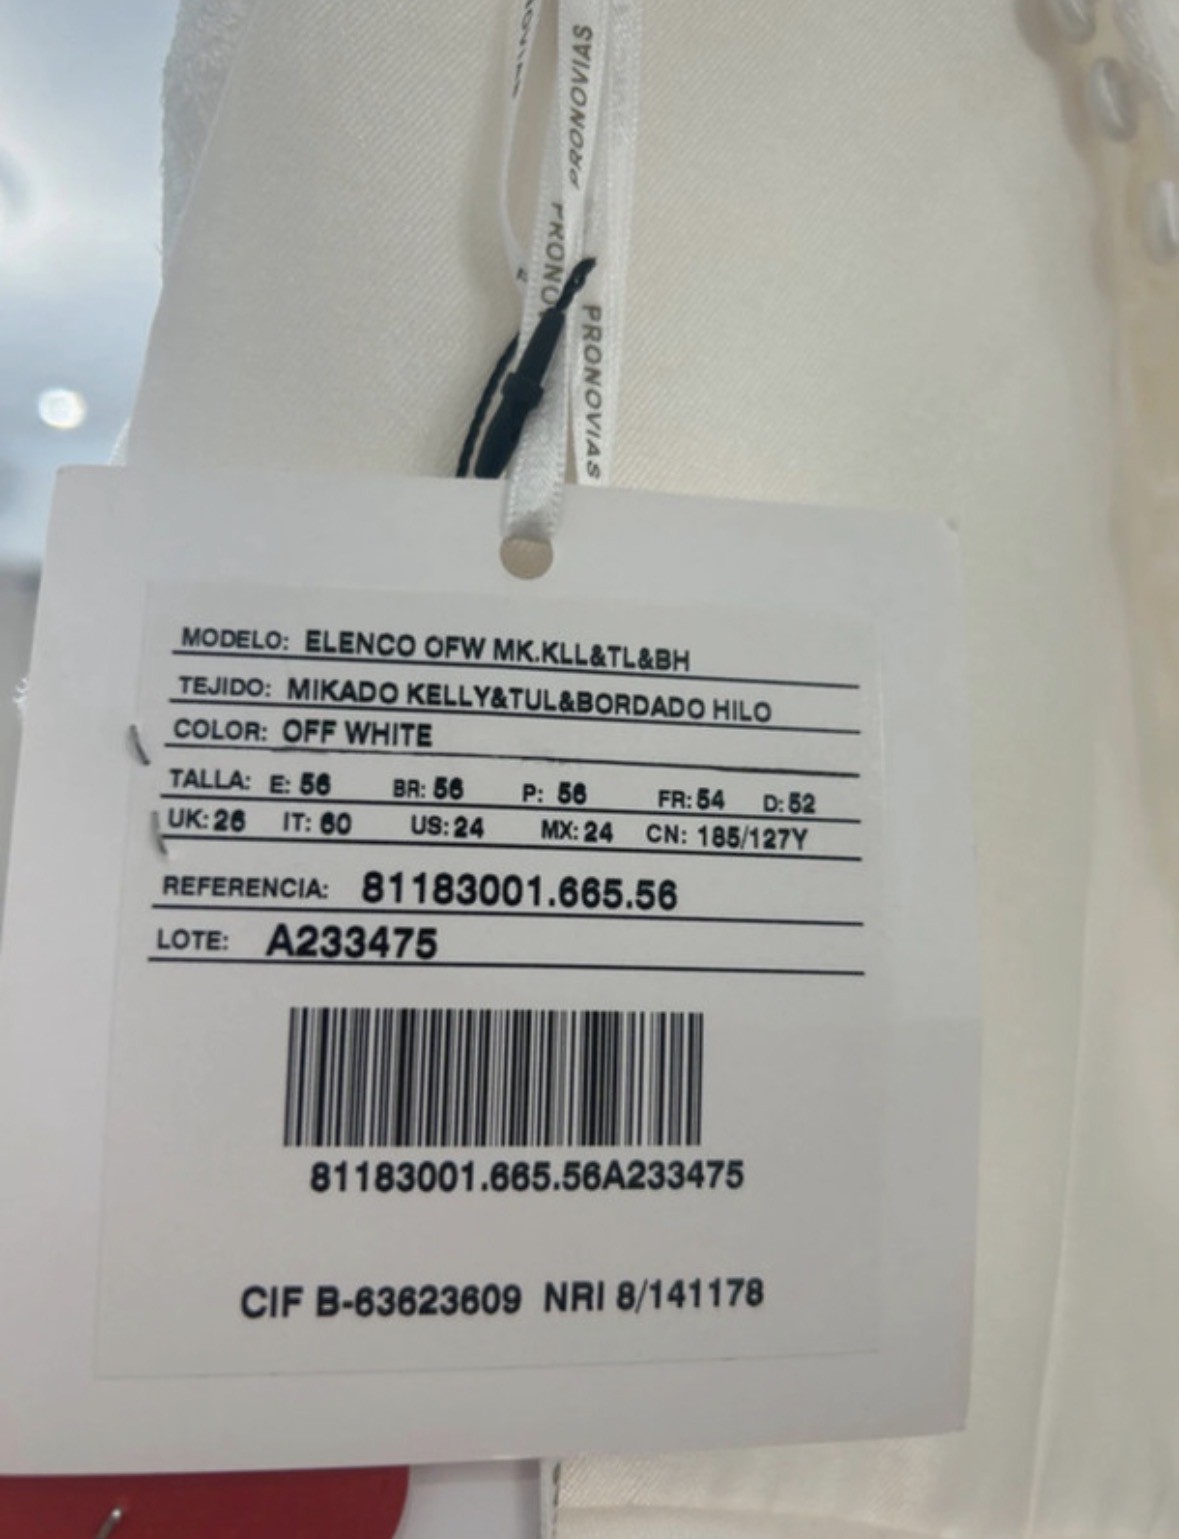 PRONOVIAS
PRONOVIAS
MODELO: ELENCO OFW MK.KLL&TL&BH
TEJIDO: MIKADO KELLY&TUL&BORDADO HILO
COLOR: OFF WHITE
TALLA: E: 56 BR: 56 P: 56 FR: 54 D: 52
UK: 26 IT: 60 US: 24 MX: 24 CN: 185/127Y
REFERENCIA: 81183001.665.56
LOTE: A233475
81183001.665.56A233475
CIF B-63623609 NRI 8/141178